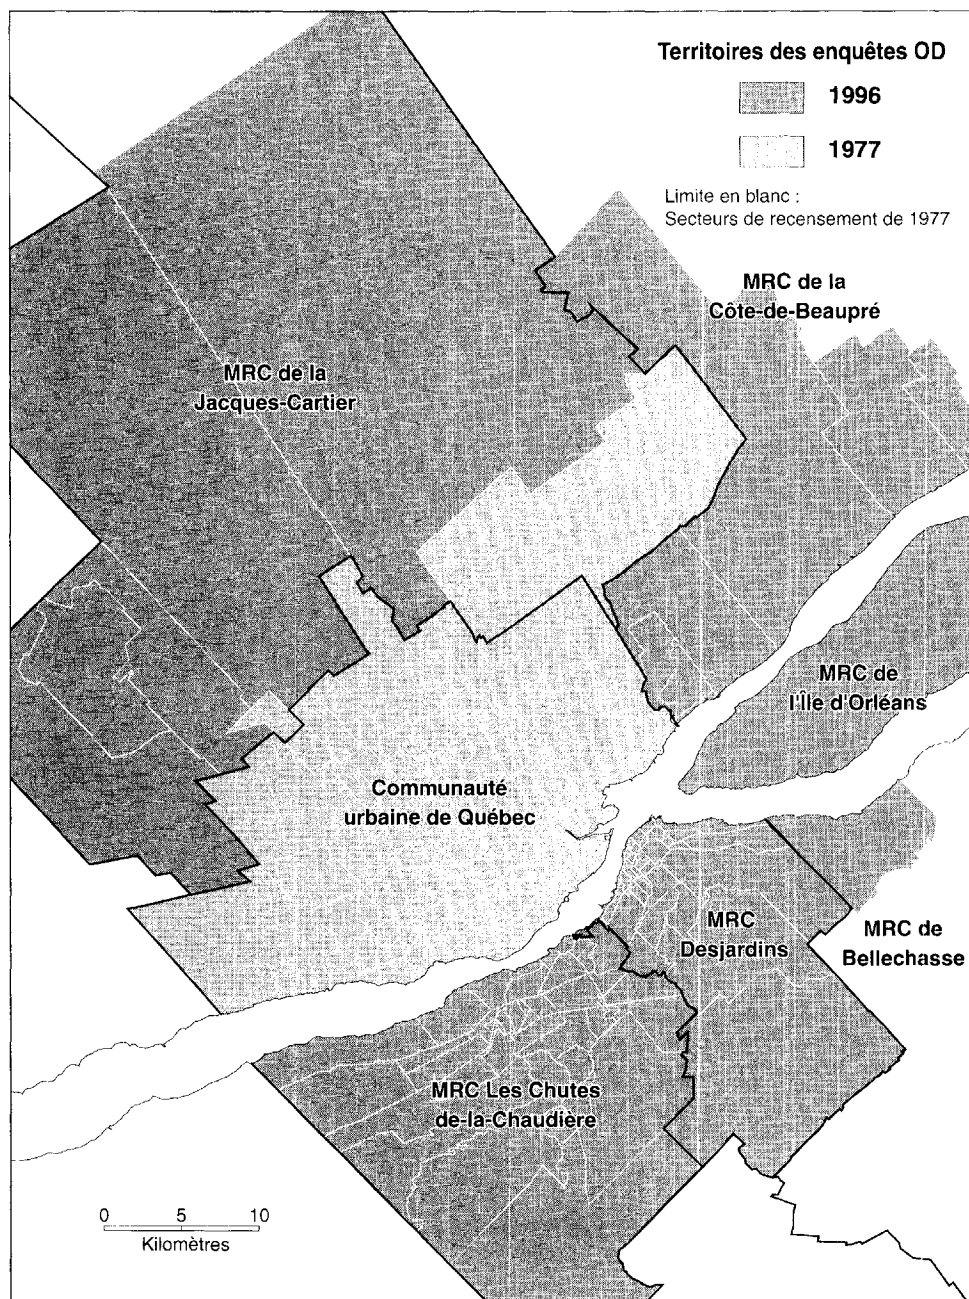 Territoires des enquêtes OD
1996
1977
Limite en blanc :
Secteurs de recensement de 1977
MRC de la
Côte-de-Beaupré
MRC de la
Jacques-Cartier
MRC de
l'Île d'Orléans
Communauté
urbaine de Québec
MRC
Desjardins
MRC de
Bellechasse
MRC Les Chutes
de-la-Chaudière
0 5 10
Kilomètres